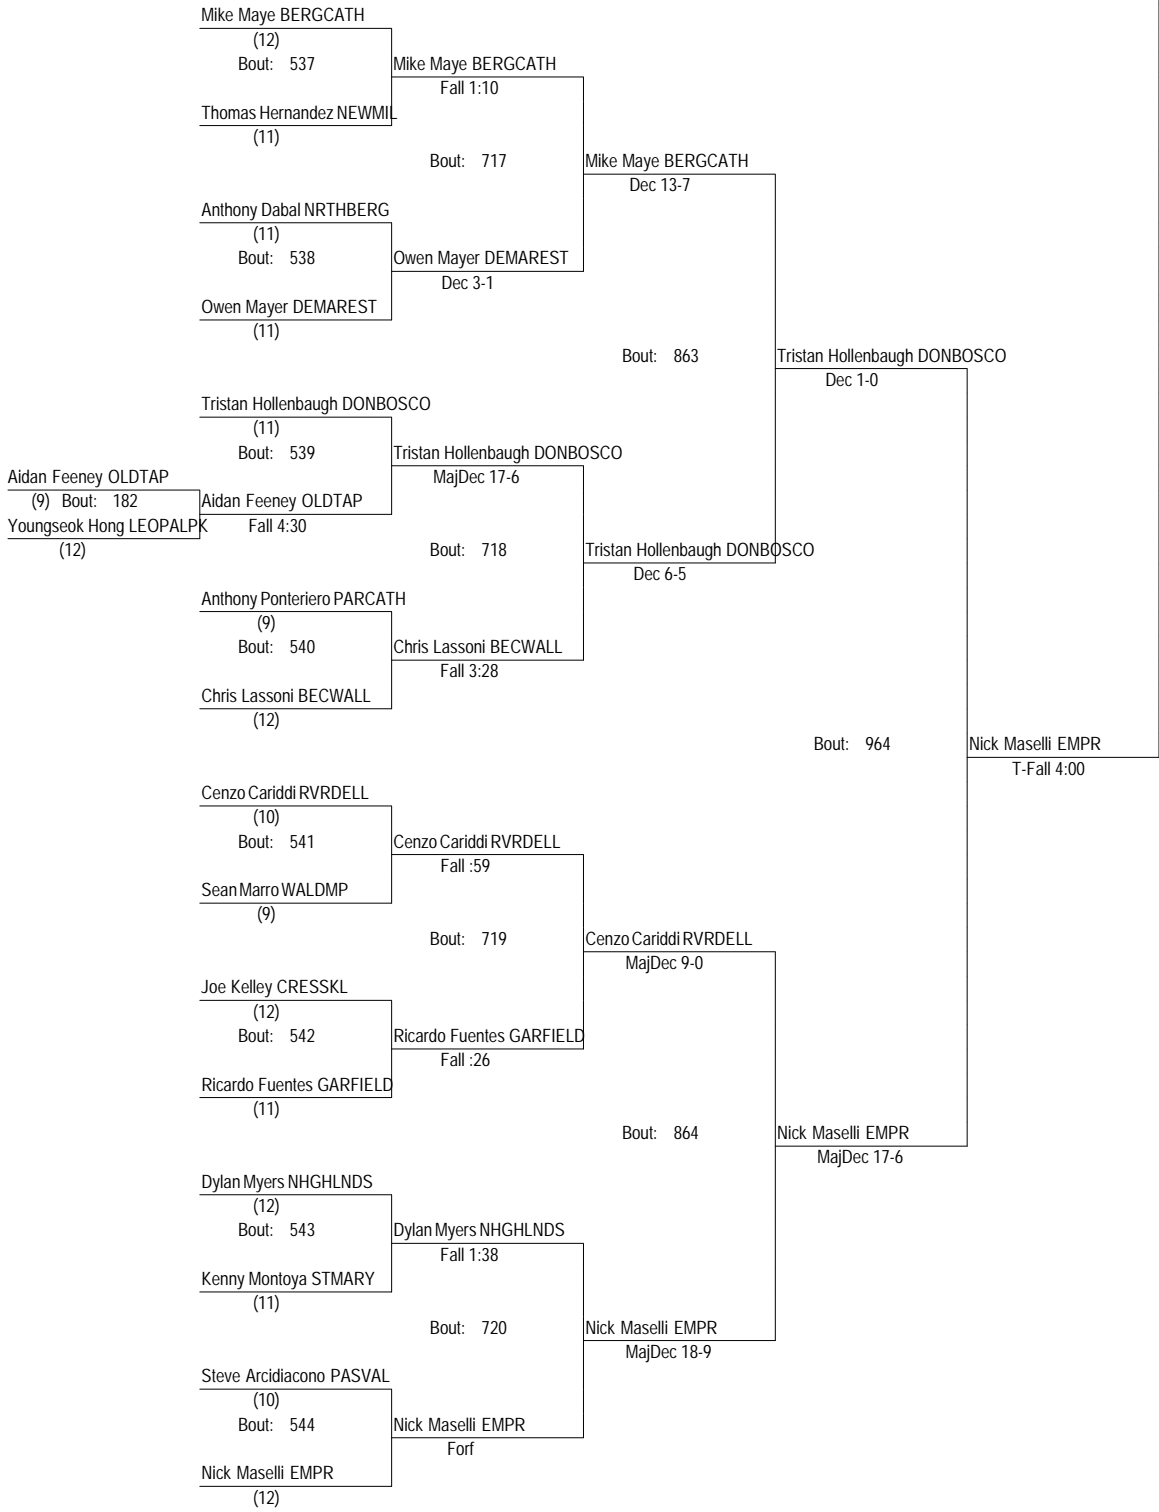 Mike Maye BERGCATH
(12)
Bout: 537
Mike Maye BERGCATH
Fall 1:10
Thomas Hernandez NEWMIL
(11)
Bout: 717
Mike Maye BERGCATH
Dec 13-7
Anthony Dabal NRTHBERG
(11)
Bout: 538
Owen Mayer DEMAREST
Dec 3-1
Owen Mayer DEMAREST
(11)
Bout: 863
Tristan Hollenbaugh DONBOSCO
Dec 1-0
Tristan Hollenbaugh DONBOSCO
(11)
Bout: 539
Tristan Hollenbaugh DONBOSCO
MajDec 17-6
Aidan Feeney OLDTAP
(9) Bout: 182
Aidan Feeney OLDTAP
Fall 4:30
Youngseok Hong LEOPALPK
(12)
Bout: 718
Tristan Hollenbaugh DONBOSCO
Dec 6-5
Anthony Ponteriero PARCATH
(9)
Bout: 540
Chris Lassoni BECWALL
Fall 3:28
Chris Lassoni BECWALL
(12)
Bout: 964
Nick Maselli EMPR
T-Fall 4:00
Cenzo Cariddi RVRDELL
(10)
Bout: 541
Cenzo Cariddi RVRDELL
Fall :59
Sean Marro WALDMP
(9)
Bout: 719
Cenzo Cariddi RVRDELL
MajDec 9-0
Joe Kelley CRESSKL
(12)
Bout: 542
Ricardo Fuentes GARFIELD
Fall :26
Ricardo Fuentes GARFIELD
(11)
Bout: 864
Nick Maselli EMPR
MajDec 17-6
Dylan Myers NHGHLNDS
(12)
Bout: 543
Dylan Myers NHGHLNDS
Fall 1:38
Kenny Montoya STMARY
(11)
Bout: 720
Nick Maselli EMPR
MajDec 18-9
Steve Arcidiacono PASVAL
(10)
Bout: 544
Nick Maselli EMPR
Forf
Nick Maselli EMPR
(12)